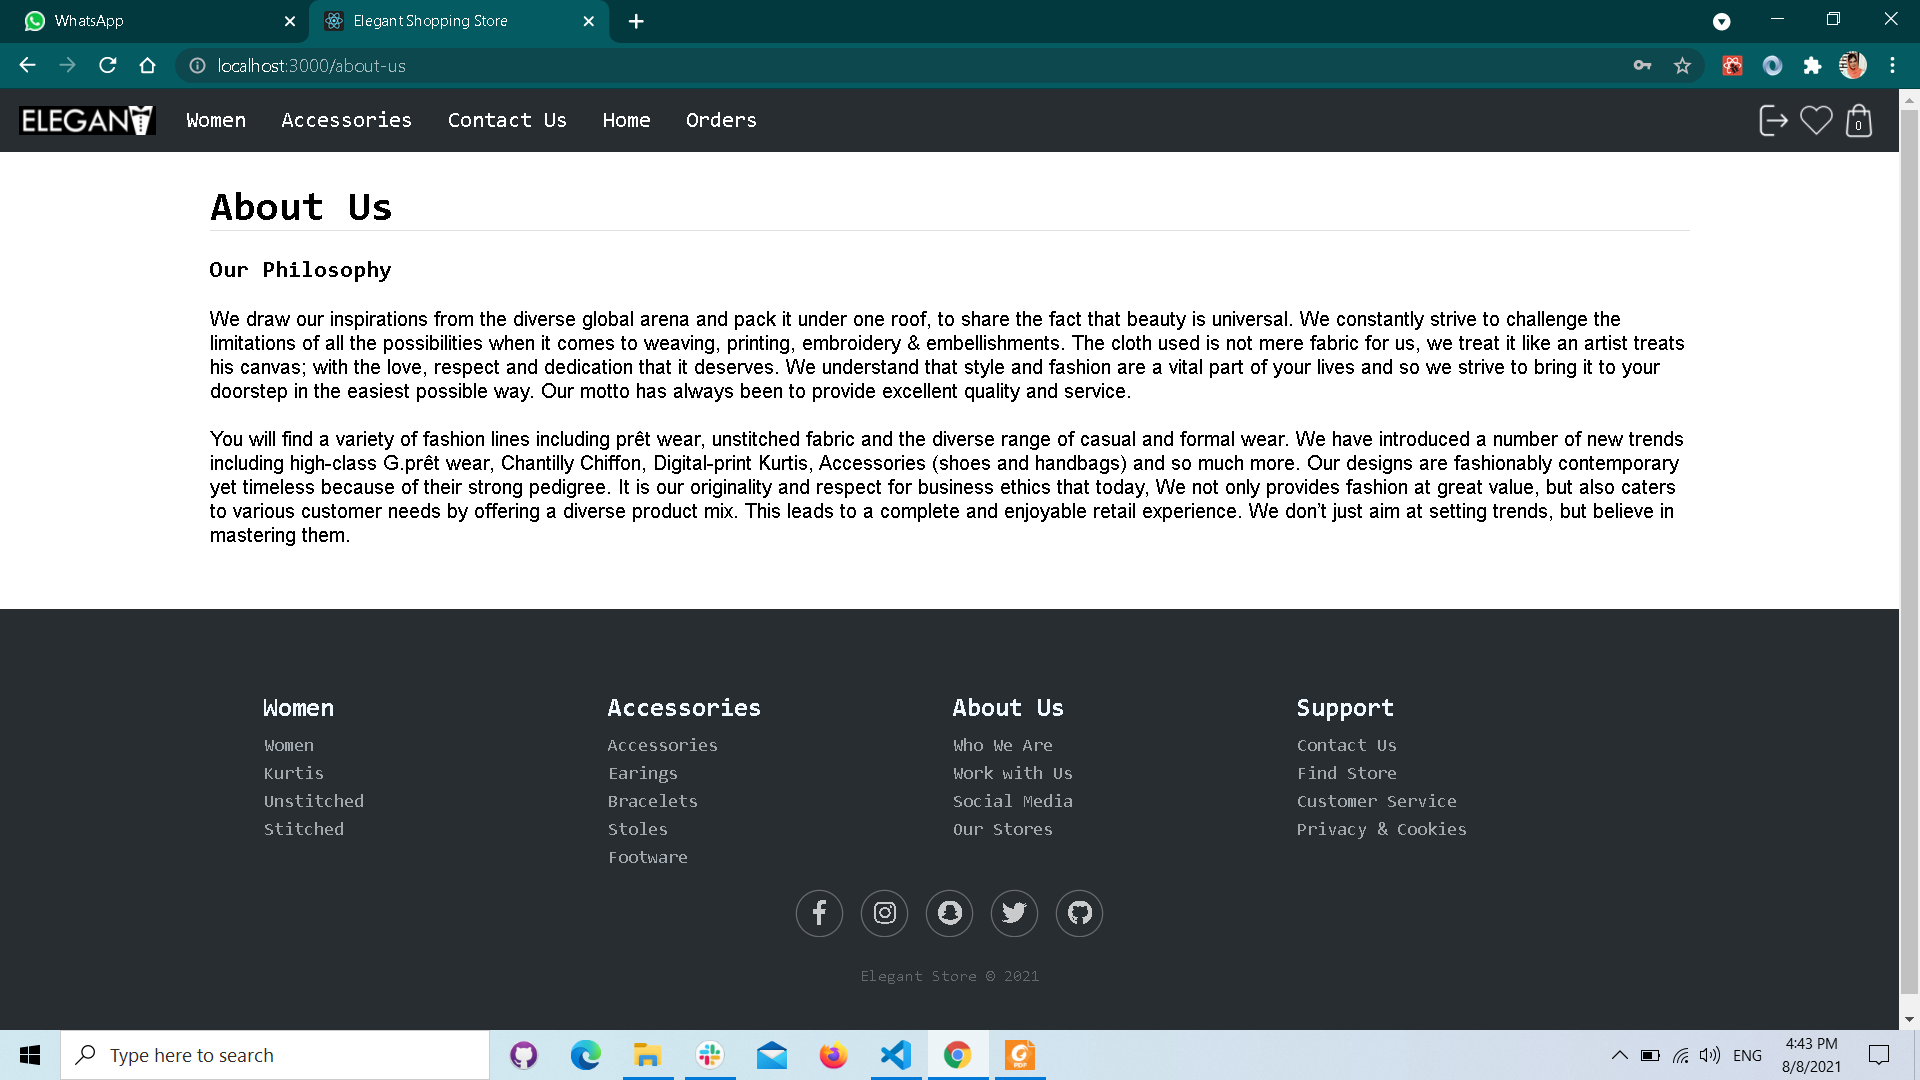 WhatsApp
Elegant Shopping Store
localhost:3000/about-us
ELEGANT Women Accessories Contact Us Home Orders 0
About Us
Our Philosophy
We draw our inspirations from the diverse global arena and pack it under one roof, to share the fact that beauty is universal. We constantly strive to challenge the
limitations of all the possibilities when it comes to weaving, printing, embroidery & embellishments. The cloth used is not mere fabric for us, we treat it like an artist treats
his canvas; with the love, respect and dedication that it deserves. We understand that style and fashion are a vital part of your lives and so we strive to bring it to your
doorstep in the easiest possible way. Our motto has always been to provide excellent quality and service.
You will find a variety of fashion lines including prêt wear, unstitched fabric and the diverse range of casual and formal wear. We have introduced a number of new trends
including high-class G.prêt wear, Chantilly Chiffon, Digital-print Kurtis, Accessories (shoes and handbags) and so much more. Our designs are fashionably contemporary
yet timeless because of their strong pedigree. It is our originality and respect for business ethics that today, We not only provides fashion at great value, but also caters
to various customer needs by offering a diverse product mix. This leads to a complete and enjoyable retail experience. We don’t just aim at setting trends, but believe in
mastering them.
Women
Women
Kurtis
Unstitched
Stitched
Accessories
Accessories
Earings
Bracelets
Stoles
Footware
About Us
Who We Are
Work with Us
Social Media
Our Stores
Support
Contact Us
Find Store
Customer Service
Privacy & Cookies
Elegant Store © 2021
Type here to search
PDF
ENG
4:43 PM
8/8/2021